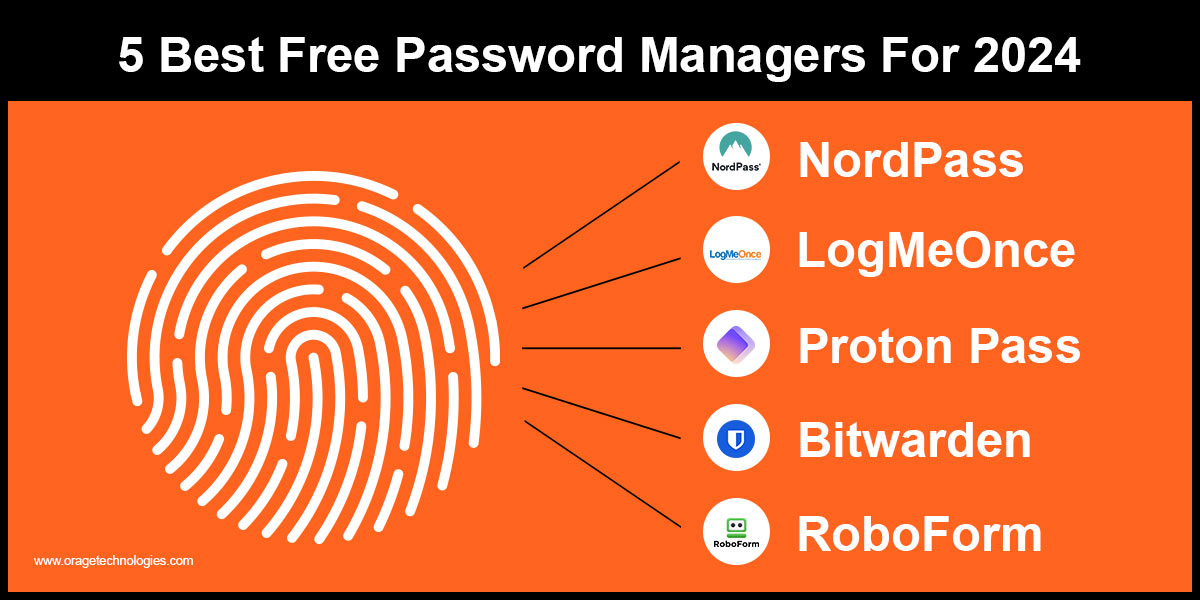 5 Best Free Password Managers For 2024
NordPass®
NordPass
LogMeOnce
LogMeOnce
Proton Pass
Bitwarden
RoboForm
RoboForm
www.oragetechnologies.com